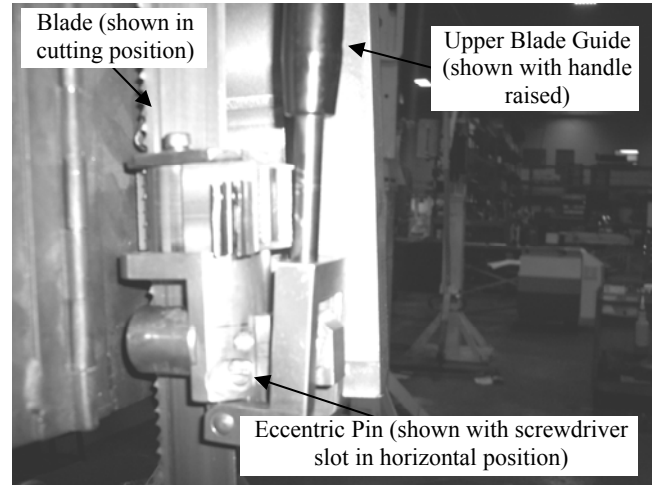 Blade (shown in
cutting position)
Upper Blade Guide
(shown with handle
raised)
Eccentric Pin (shown with screwdriver
slot in horizontal position)